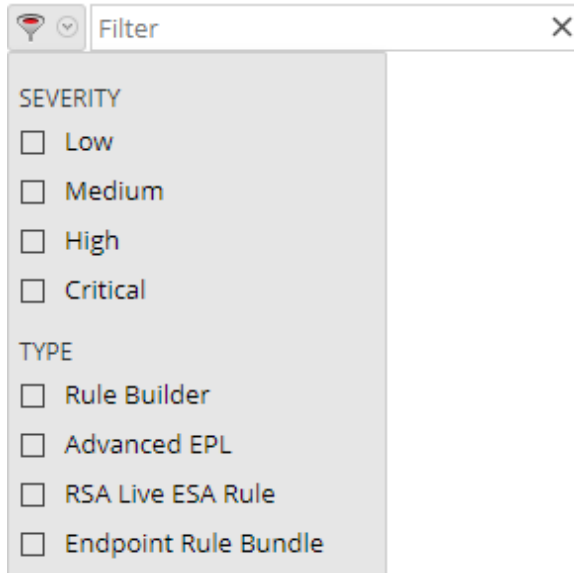 Filter
SEVERITY
Low
Medium
High
Critical
TYPE
Rule Builder
Advanced EPL
RSA Live ESA Rule
Endpoint Rule Bundle